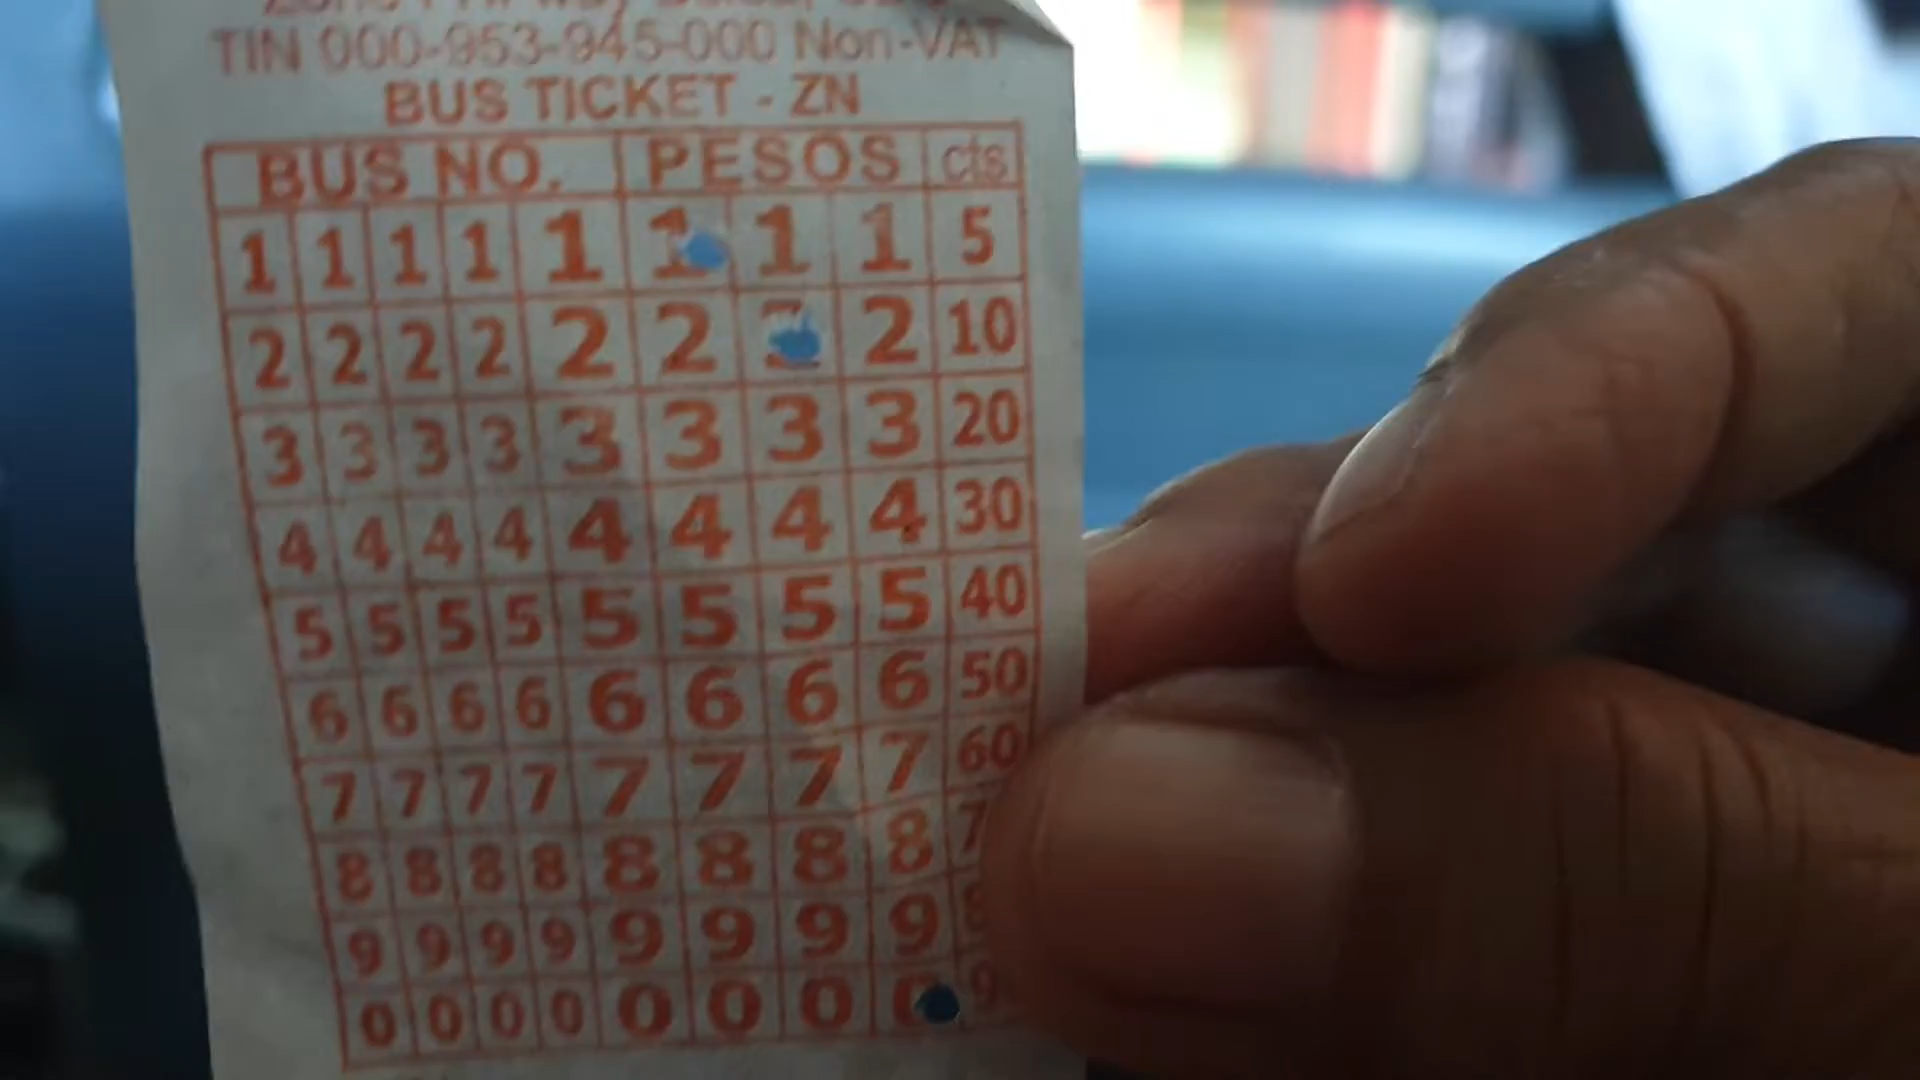 TIN 000-953-945-000 Non-VAT
BUS TICKET - ZN
BUS NO. PESOS cts
1 1 1 1 1 1 1 1 5
2 2 2 2 2 2 2 10
3 3 3 3 3 3 3 3 20
4 4 4 4 4 4 4 4 30
5 5 5 5 5 5 5 5 40
6 6 6 6 6 6 6 6 50
7 7 7 7 7 7 7 7 60
8 8 8 8 8 8 8 8
9 9 9 9 9 9 9 9
0 0 0 0 0 0 0 0